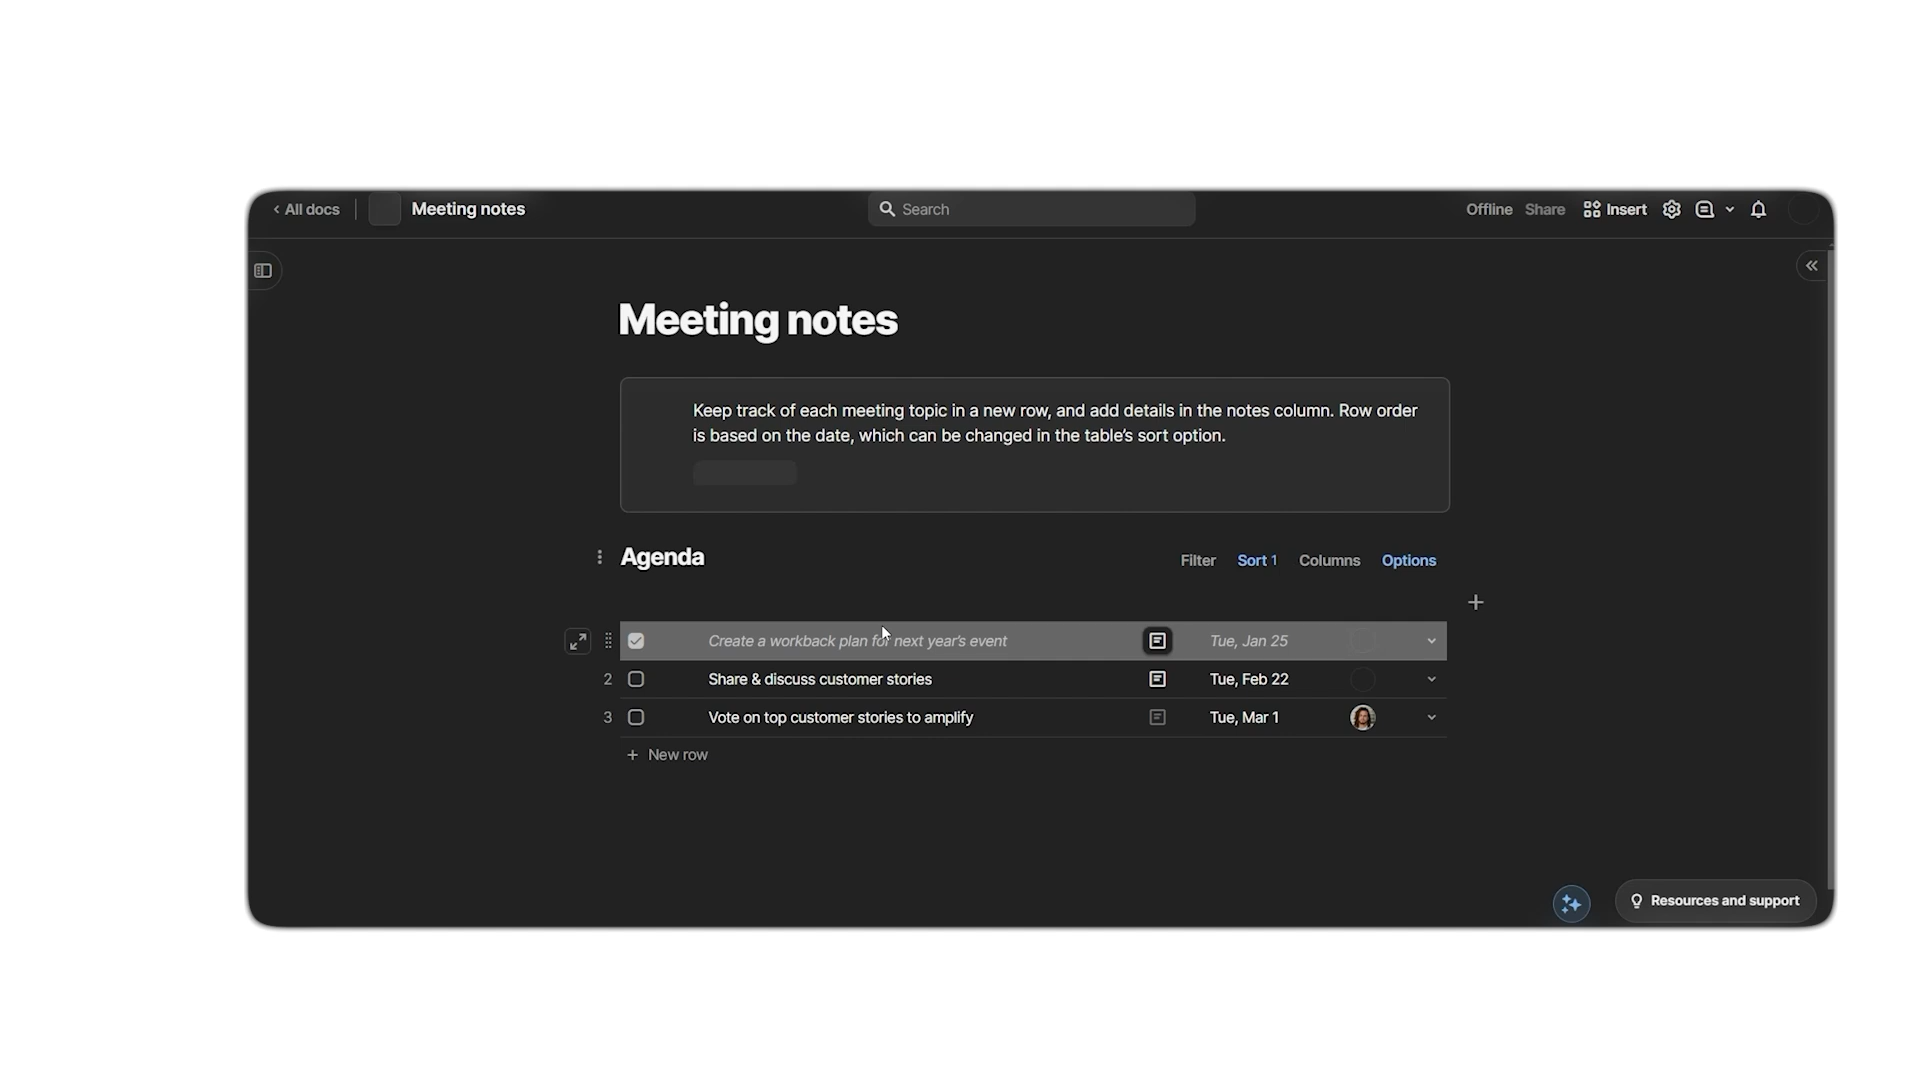 All docs
Meeting notes
Search
Offline
Share
Insert
Meeting notes
Keep track of each meeting topic in a new row, and add details in the notes column. Row order
is based on the date, which can be changed in the table's sort option.
Agenda
Filter
Sort 1
Columns
Options
Create a workback plan for next year's event
Tue, Jan 25
2
Share & discuss customer stories
Tue, Feb 22
3
Vote on top customer stories to amplify
Tue, Mar 1
New row
Resources and support